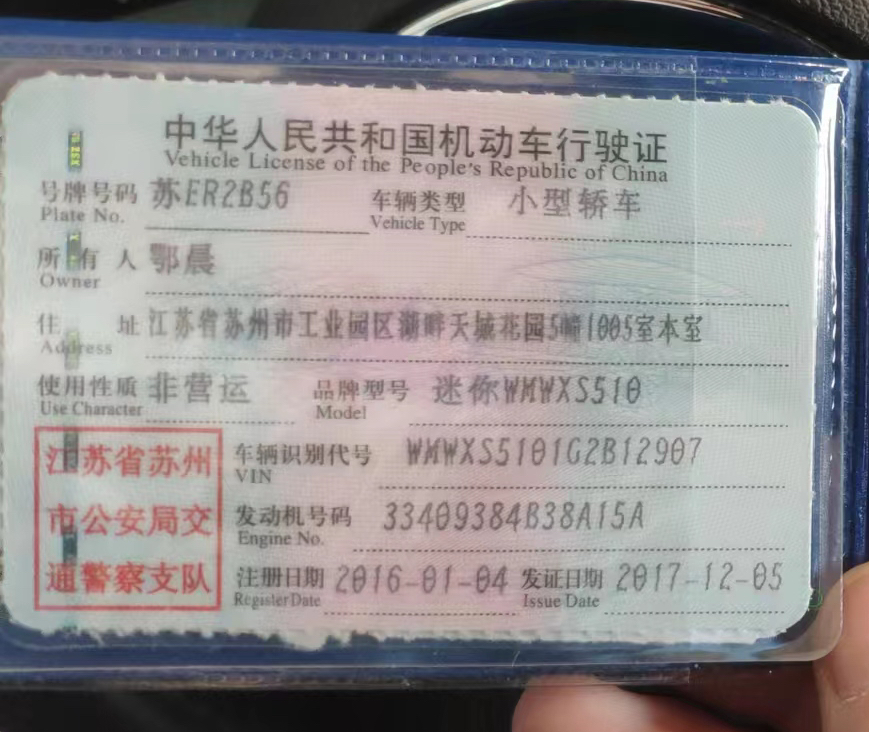 中华人民共和国机动车行驶证
Vehicle License of the People's Republic of China
号牌号码 苏ER2B56 车辆类型 小型轿车
Plate No. Vehicle Type
所有人 鄂晨
Owner
住址 江苏省苏州市工业园区湖畔天城花园5幢1005室本室
Address
使用性质 非营运 品牌型号 迷你WMWXS510
Use Character Model
江苏省苏州
市公安局交
通警察支队
车辆识别代号 WMWXS5101G2B12907
VIN
发动机号码 33409384B38A15A
Engine No.
注册日期 2016-01-04 发证日期 2017-12-05
Register Date Issue Date